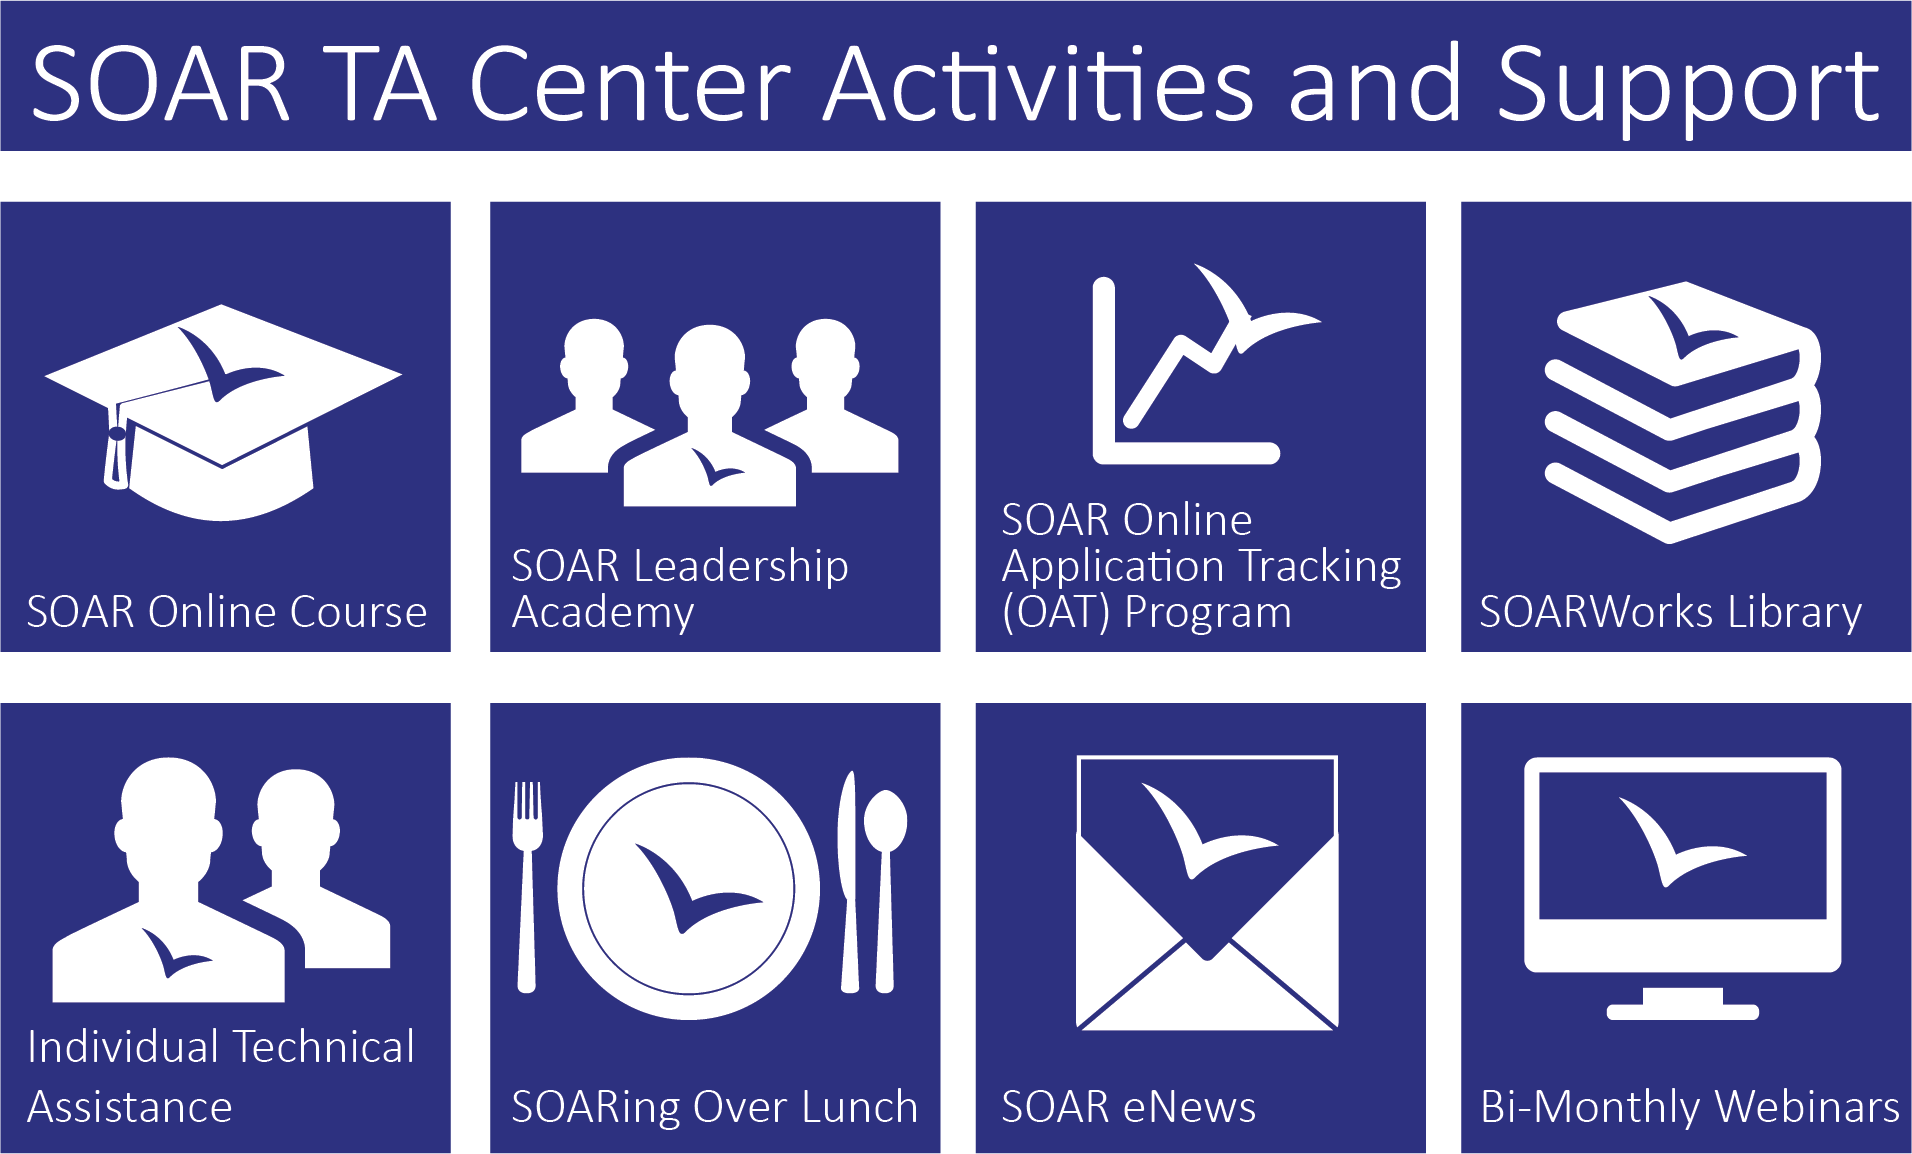 SOAR TA Center Activities and Support
SOAR Online Course
SOAR Leadership
Academy
SOAR Online
Application Tracking
(OAT) Program
SOARWorks Library
Individual Technical
Assistance
SOARing Over Lunch
SOAR eNews
Bi-Monthly Webinars